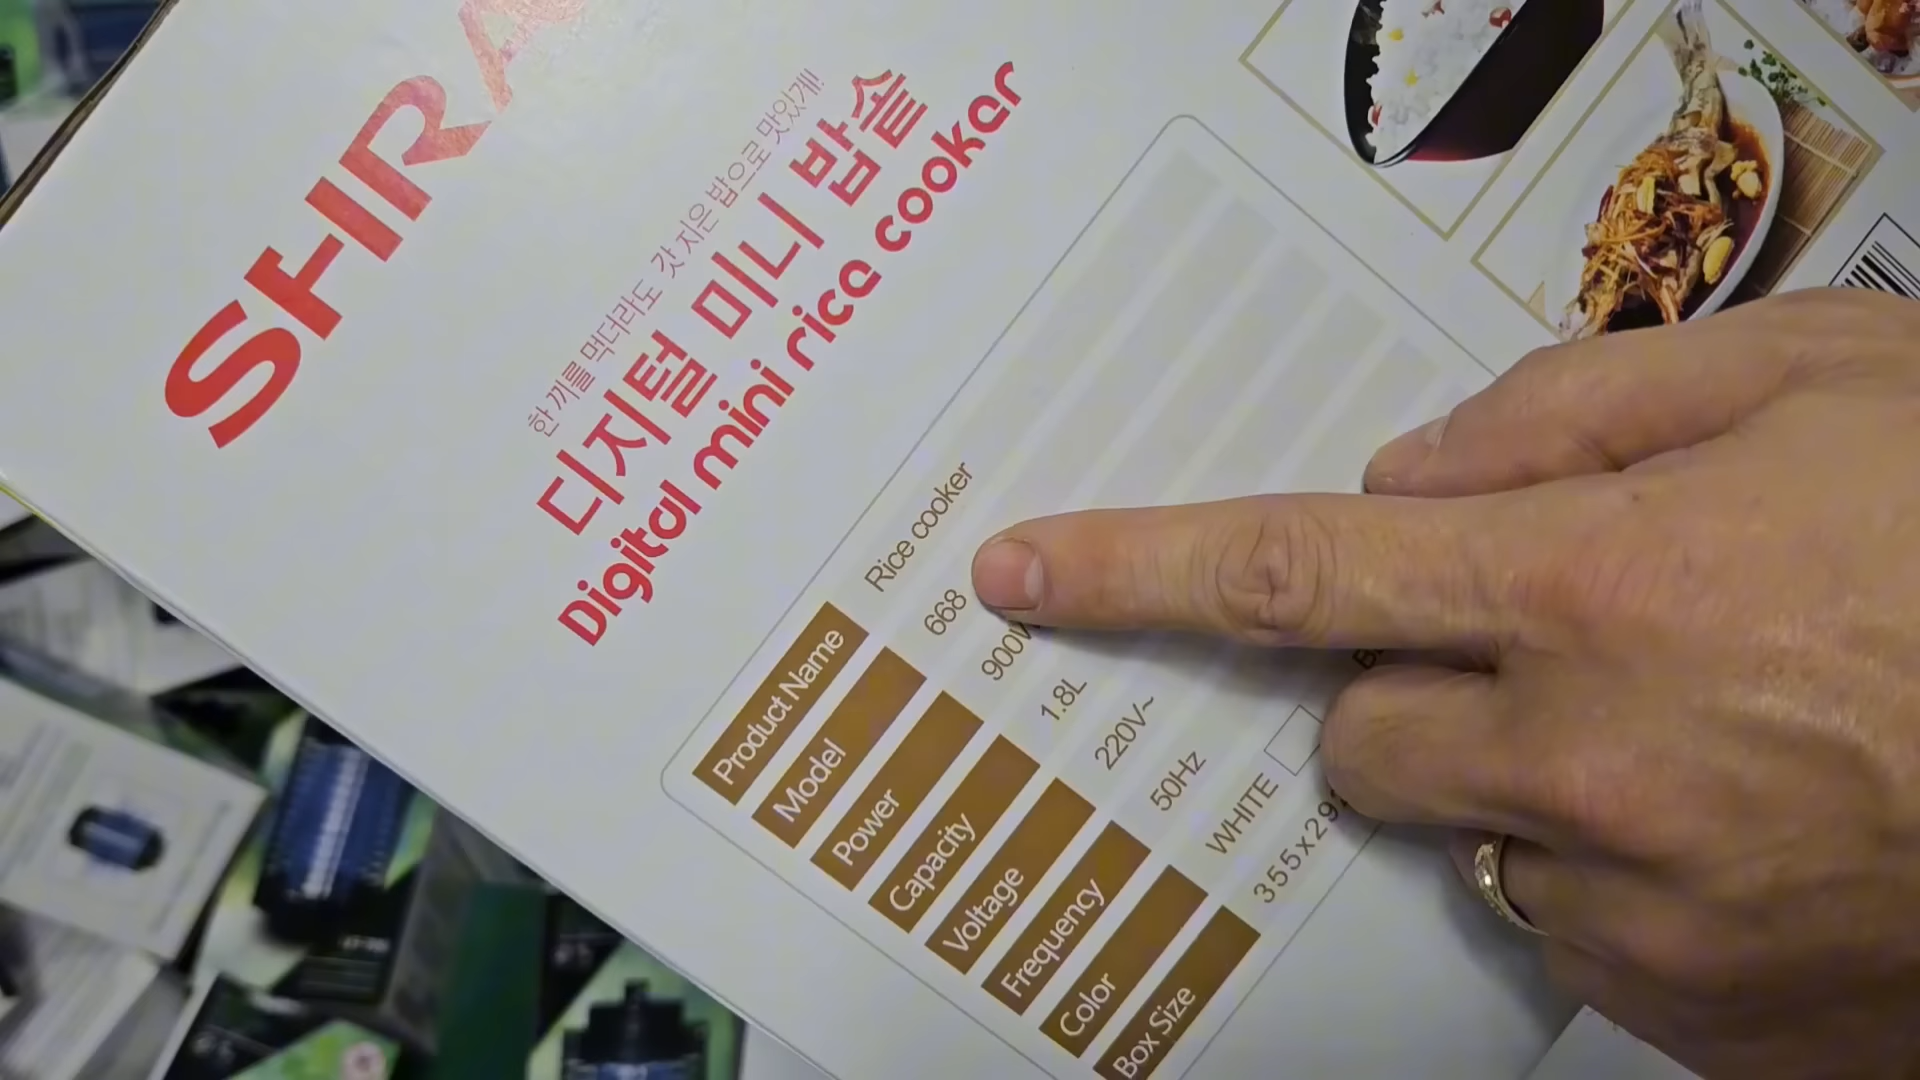 SHRA
한 끼를 먹더라도 갓 지은 밥으로 맛있게!
디지털 미니 밥솥
Digital mini rice cooker
Product Name Rice cooker
Model 668
Power 900W
Capacity 1.8L
Voltage 220V~
Frequency 50Hz
Color WHITE
Box Size 355x29